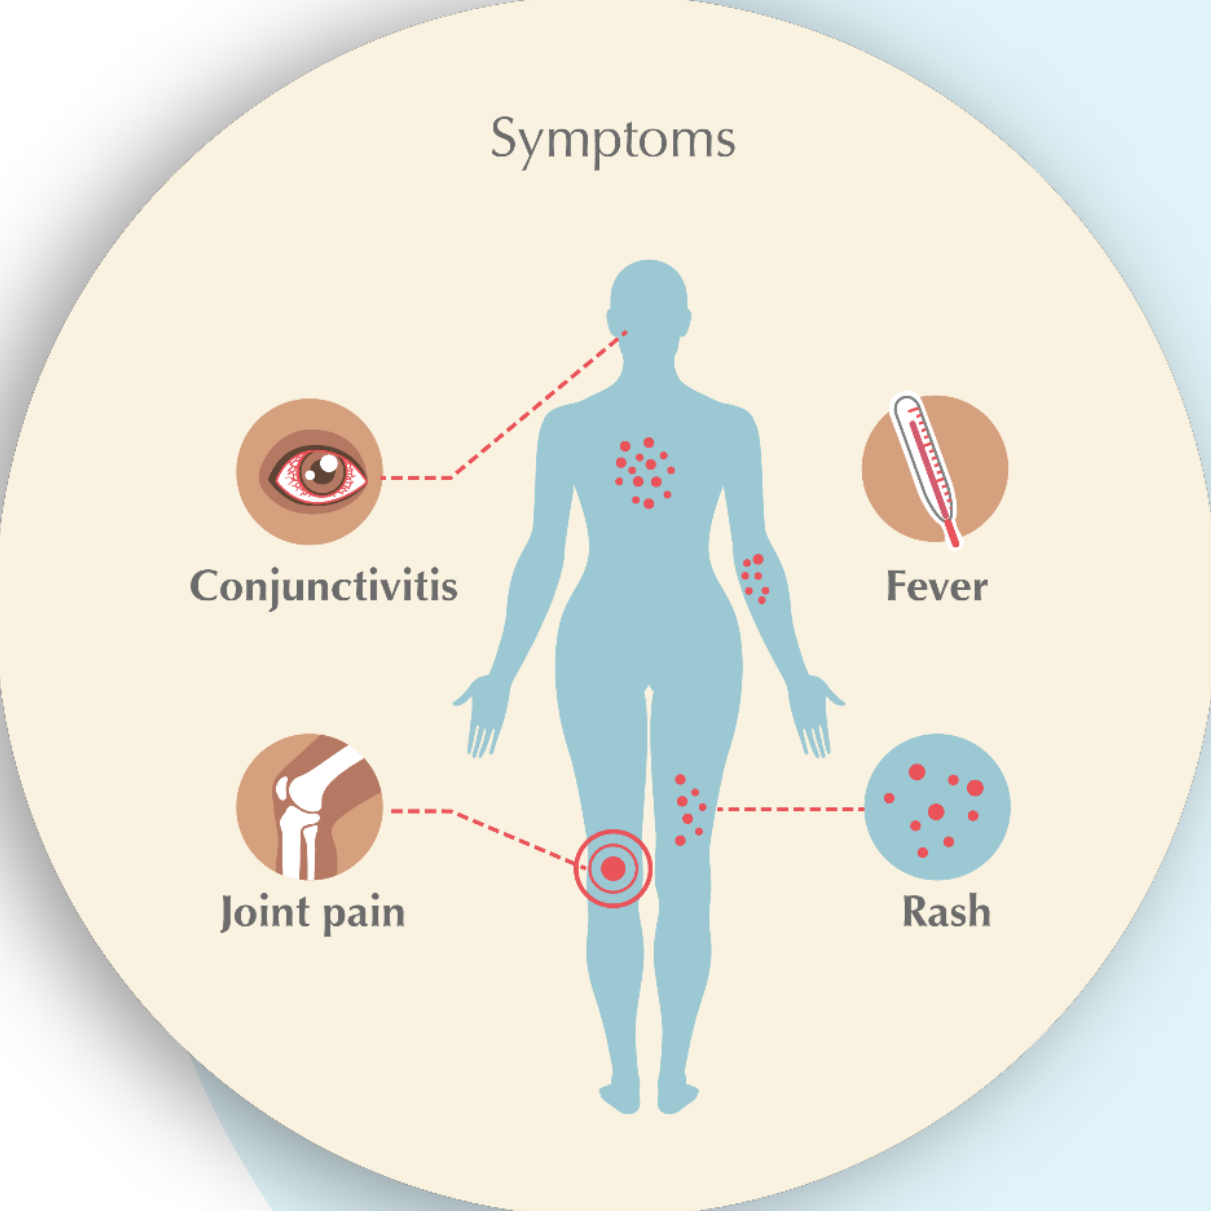 Symptoms
Conjunctivitis
Fever
Joint pain
Rash